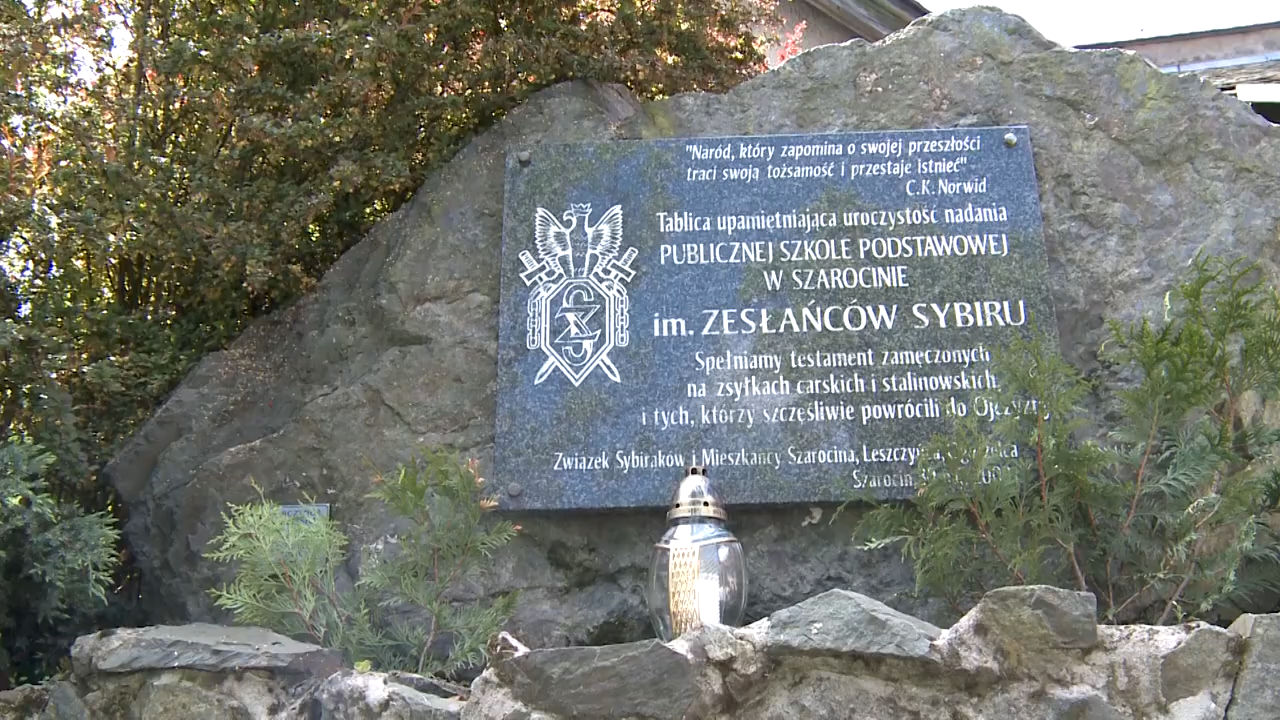 "Naród, który zapomina o swojej przeszłości
traci swoją tożsamość i przestaje istnieć"
C.K. Norwid
Tablica upamiętniająca uroczystość nadania
PUBLICZNEJ SZKOLE PODSTAWOWEJ
W SZAROCINIE
im. ZESŁAŃCÓW SYBIRU
Spełniamy testament zamęczonych
na zsyłkach carskich i stalinowskich,
i tych, którzy szczęśliwie powrócili do Ojczyzny
Związek Sybiraków i Mieszkańcy Szarocina, Leszczyńca,
Szarocin,